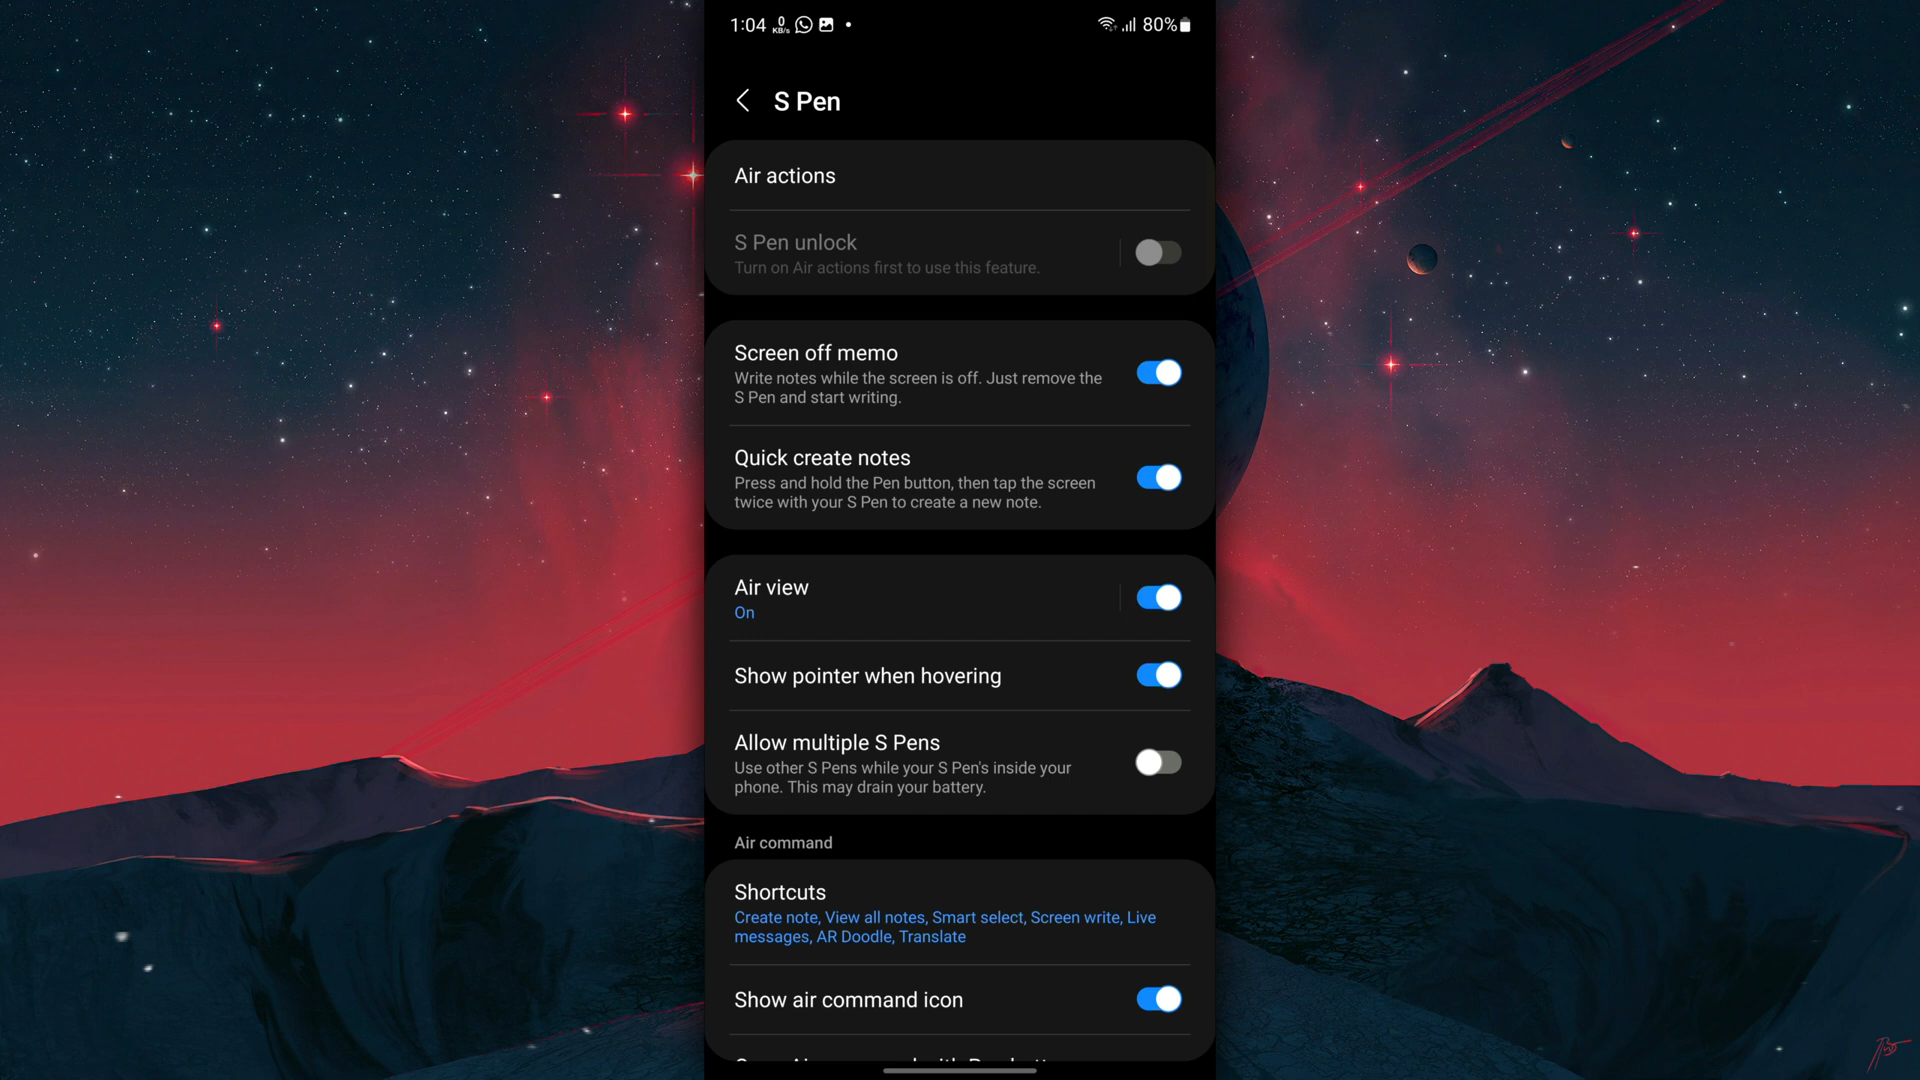 1:04 0 KB/s 80%
S Pen
Air actions
S Pen unlock
Turn on Air actions first to use this feature.
Screen off memo
Write notes while the screen is off. Just remove the
S Pen and start writing.
Quick create notes
Press and hold the Pen button, then tap the screen
twice with your S Pen to create a new note.
Air view
On
Show pointer when hovering
Allow multiple S Pens
Use other S Pens while your S Pen's inside your
phone. This may drain your battery.
Air command
Shortcuts
Create note, View all notes, Smart select, Screen write, Live
messages, AR Doodle, Translate
Show air command icon